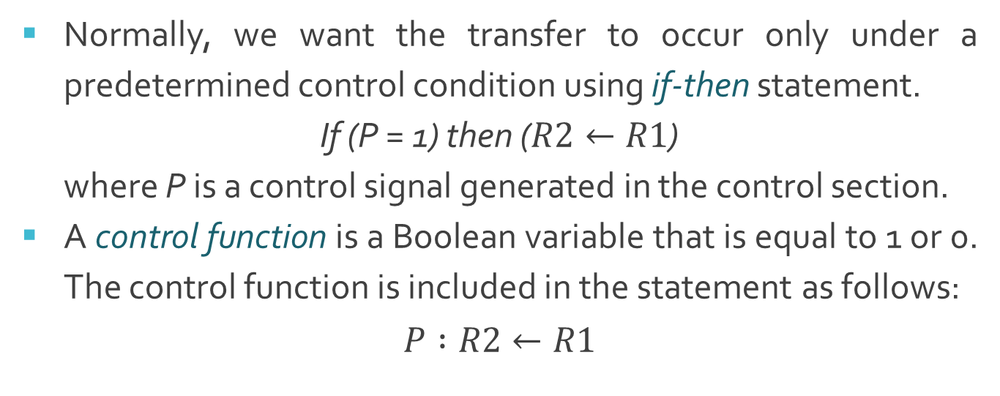 ▪ Normally, we want the transfer to occur only under a
predetermined control condition using if-then statement.
If (P = 1) then (R2 ← R1)
where P is a control signal generated in the control section.
▪ A control function is a Boolean variable that is equal to 1 or 0.
The control function is included in the statement as follows:
P : R2 ← R1